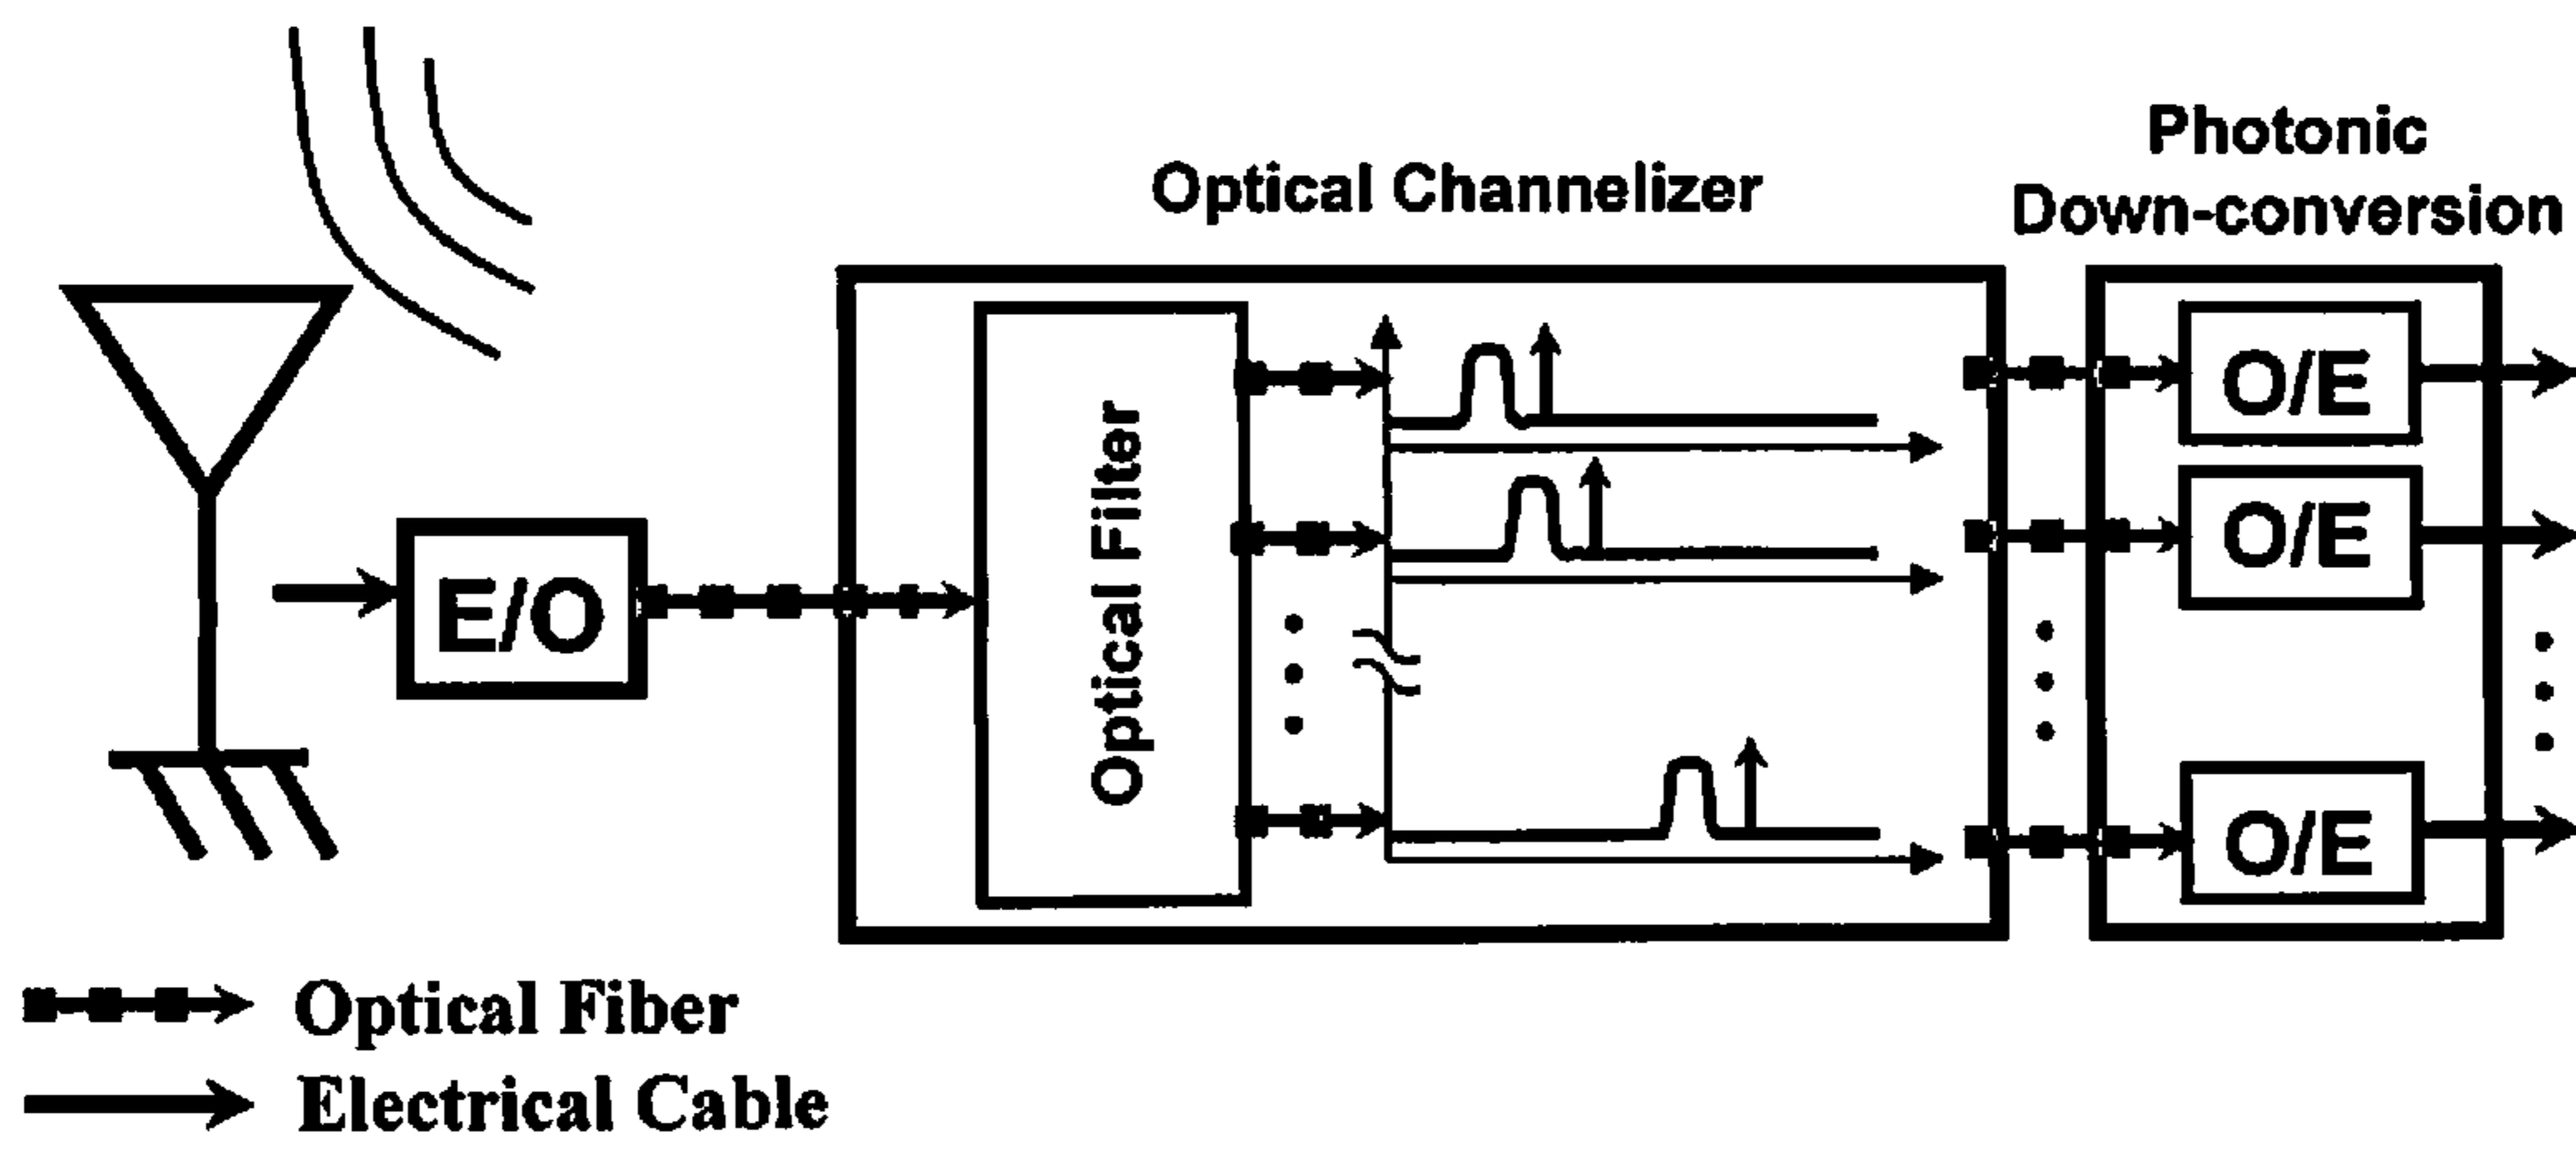 Optical Channelizer
Photonic
Down-conversion
E/O
Optical Filter
O/E
O/E
O/E
Optical Fiber
Electrical Cable